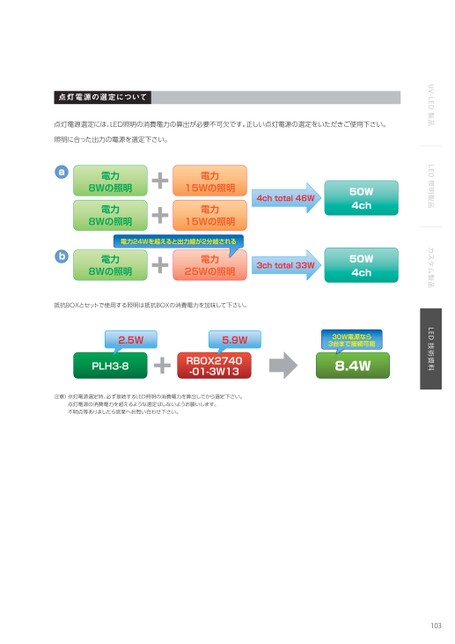 点灯電源の選定について
点灯電源選定には、LED照明の消費電力の算出が必要不可欠です。正しい点灯電源の選定をいただきご使用下さい。
照明に合った出力の電源を選定下さい。
a
電力
8Wの照明
+
電力
15Wの照明
電力
8Wの照明
+
電力
15Wの照明
4ch total 46W
50W
4ch
電力24Wを超えると出力線が2分岐される
b
電力
8Wの照明
+
電力
25Wの照明
3ch total 33W
50W
4ch
抵抗BOXとセットで使用する照明は抵抗BOXの消費電力を加味して下さい。
2.5W
PLH3-8
+
5.9W
RBOX2740
-01-3W13
30W電源なら
3台まで接続可能
8.4W
注意） 点灯電源選定時、必ず接続するLED照明の消費電力を算出してから選定下さい。
点灯電源の消費電力を超えるような選定はしないようお願いします。
不明点等ありましたら営業へお問い合わせ下さい。
UV-LED 製品
LED 照明製品
カスタム製品
LED 技術資料
103